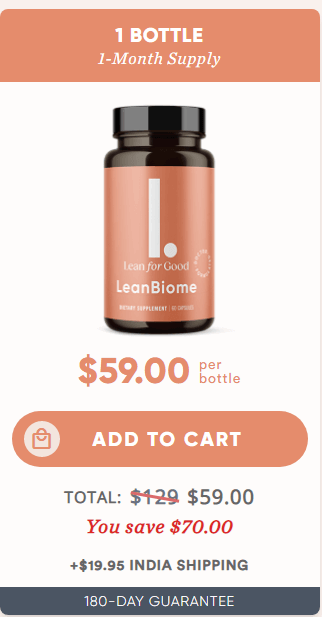 1 BOTTLE
1-Month Supply
l.
Lean for Good
LeanBiome
DIETARY SUPPLEMENT | 60 CAPSULES
$59.00 per
bottle
ADD TO CART
TOTAL: $129 $59.00
You save $70.00
+$19.95 INDIA SHIPPING
180-DAY GUARANTEE